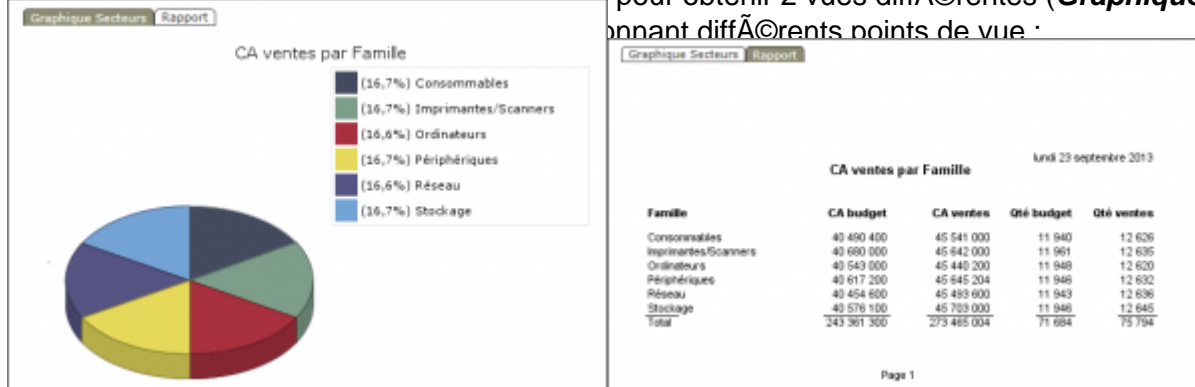 pour obtenir 2 vues diffÃ©rentes (Graphique
onnant diffÃ©rents points de vue :
Graphique Secteurs Rapport
CA ventes par Famille
(16,7%) Consommables
(16,7%) Imprimantes/Scanners
(16,6%) Ordinateurs
(16,7%) Périphériques
(16,6%) Réseau
(16,7%) Stockage
Graphique Secteurs Rapport
lundi 23 septembre 2013
CA ventes par Famille
Famille CA budget CA ventes Qté budget Qté ventes
Consommables 40 490 400 45 541 000 11 940 12 626
Imprimantes/Scanners 40 680 000 45 642 000 11 961 12 635
Ordinateurs 40 543 000 45 440 200 11 948 12 620
Périphériques 40 617 200 45 645 204 11 946 12 632
Réseau 40 454 600 45 493 600 11 943 12 636
Stockage 40 576 100 45 703 000 11 946 12 645
Total 243 361 300 273 465 004 71 684 75 794
Page 1